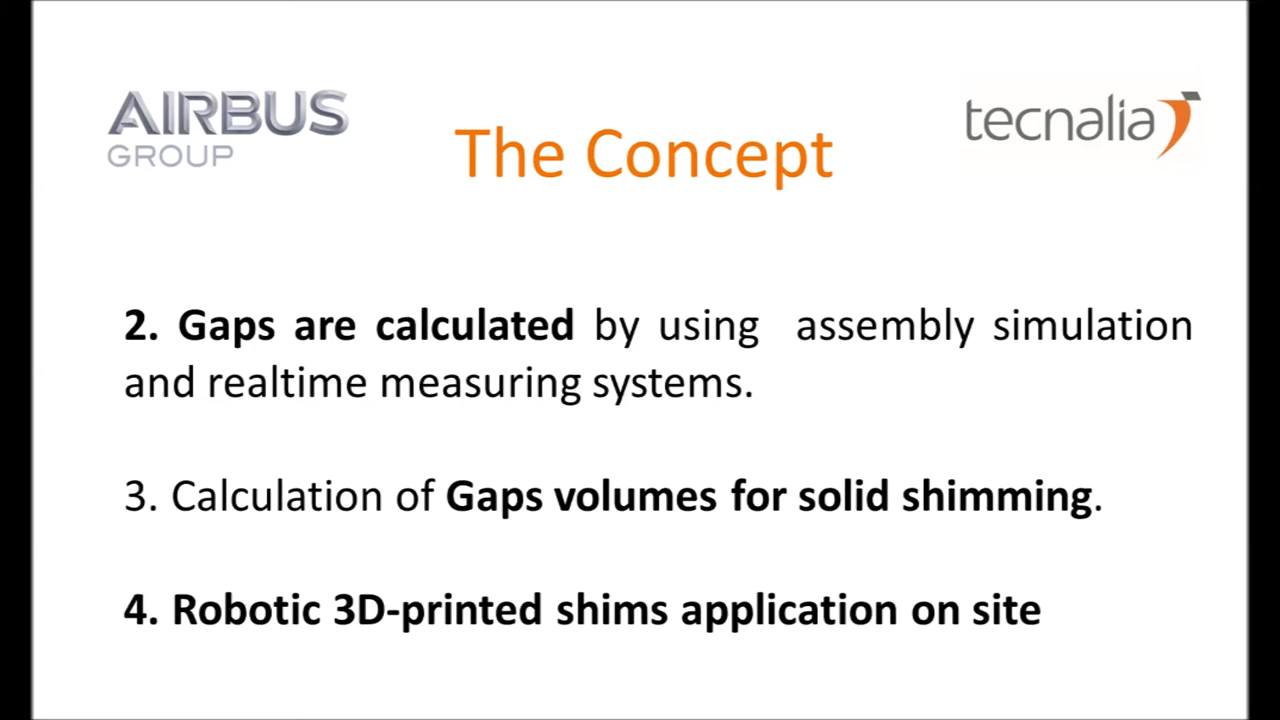 AIRBUS
GROUP
tecnalia
The Concept
2. Gaps are calculated by using assembly simulation
and realtime measuring systems.
3. Calculation of Gaps volumes for solid shimming.
4. Robotic 3D-printed shims application on site